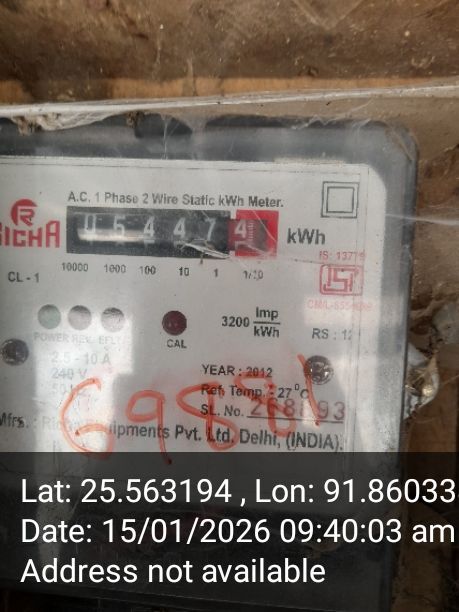 A.C. 1 Phase 2 Wire Static kWh Meter.
R
RICHA
05447 4
kWh
IS: 13779
CL - 1
10000 1000 100 10 1 1/10
3200 Imp/kWh
POWER REV. EFLT
CAL
2.5 - 10 A
240 V
YEAR : 2012
Ref. Temp. : 27°C
SL. No. 268893
Mfrs. : Pvt. Ltd. Delhi, (INDIA).
Lat: 25.563194 , Lon: 91.86033
Date: 15/01/2026 09:40:03 am
Address not available